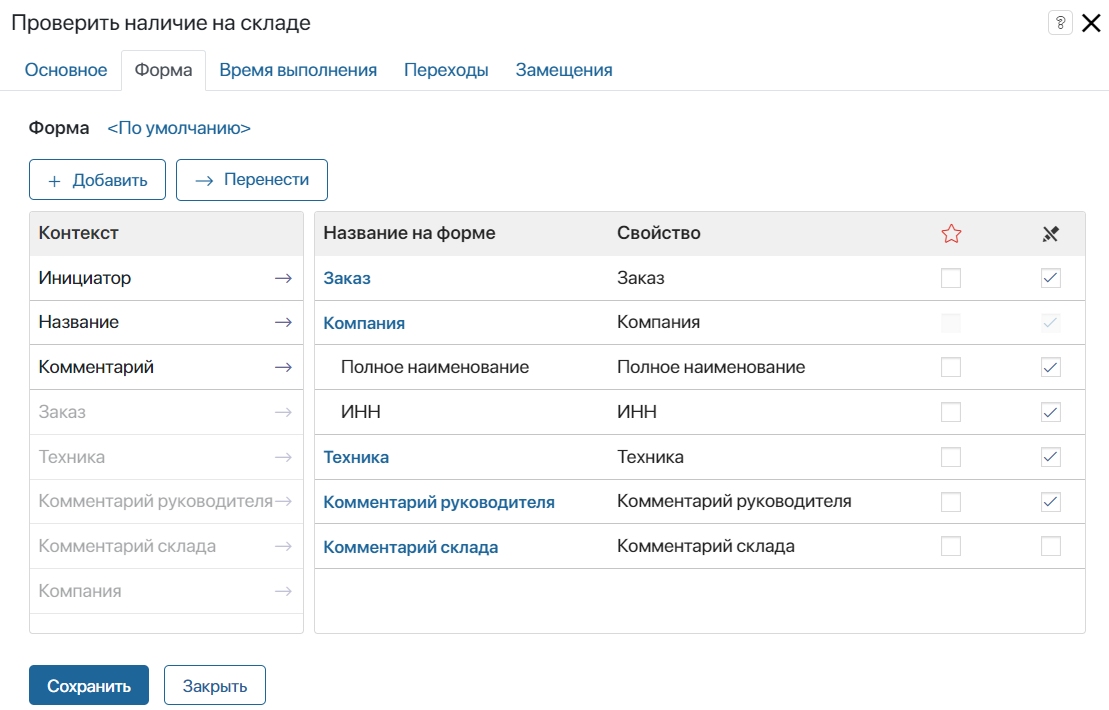 Проверить наличие на складе ?
Основное Форма Время выполнения Переходы Замещения
Форма <По умолчанию>
+ Добавить → Перенести
Контекст Название на форме Свойство
Инициатор → Заказ Заказ
Название → Компания Компания
Комментарий → Полное наименование Полное наименование
Заказ → ИНН ИНН
Техника → Техника Техника
Комментарий руководителя → Комментарий руководителя Комментарий руководителя
Комментарий склада → Комментарий склада Комментарий склада
Компания →
Сохранить Закрыть